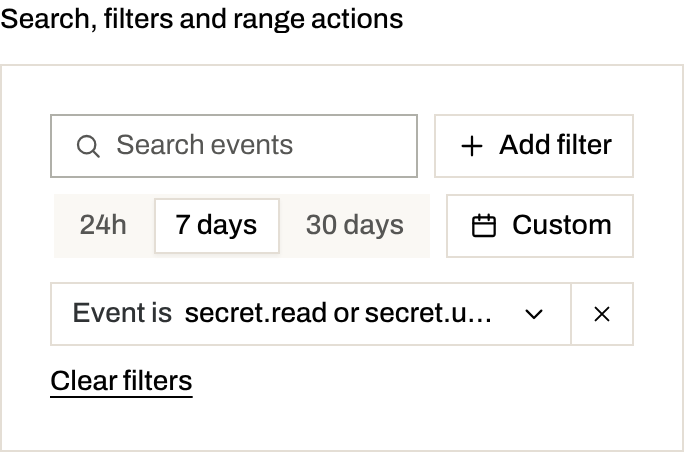 Search, filters and range actions
Search events
Add filter
24h 7 days 30 days Custom
Event is secret.read or secret.u...
Clear filters